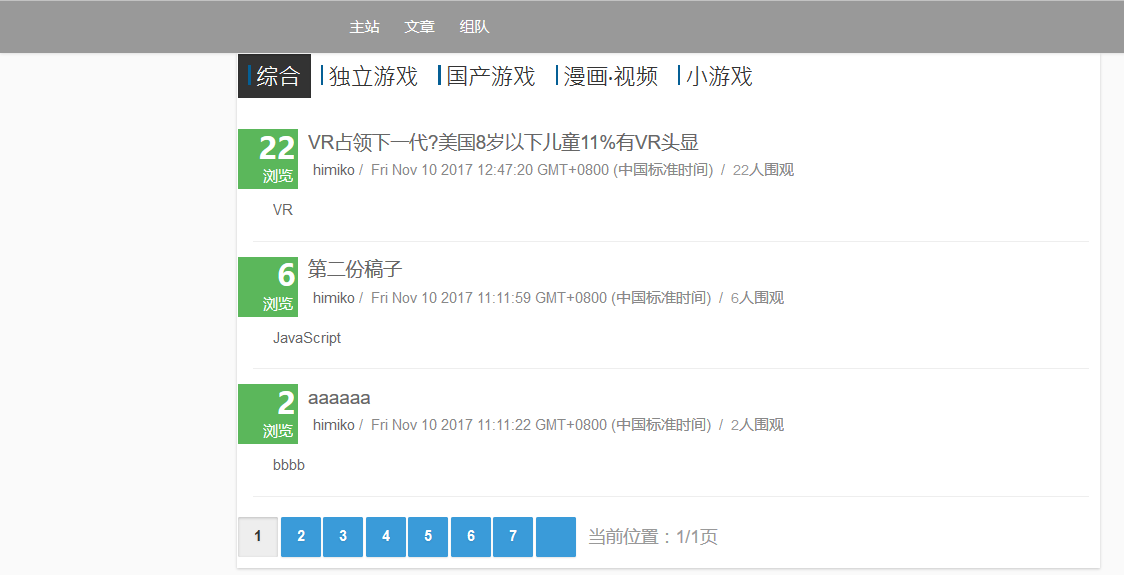 主站 文章 组队
综合 独立游戏 国产游戏 漫画·视频 小游戏
22 VR占领下一代?美国8岁以下儿童11%有VR头显
浏览 himiko / Fri Nov 10 2017 12:47:20 GMT+0800 (中国标准时间) / 22人围观
VR
6 第二份稿子
浏览 himiko / Fri Nov 10 2017 11:11:59 GMT+0800 (中国标准时间) / 6人围观
JavaScript
2 aaaaaa
浏览 himiko / Fri Nov 10 2017 11:11:22 GMT+0800 (中国标准时间) / 2人围观
bbbb
1 2 3 4 5 6 7 当前位置：1/1页